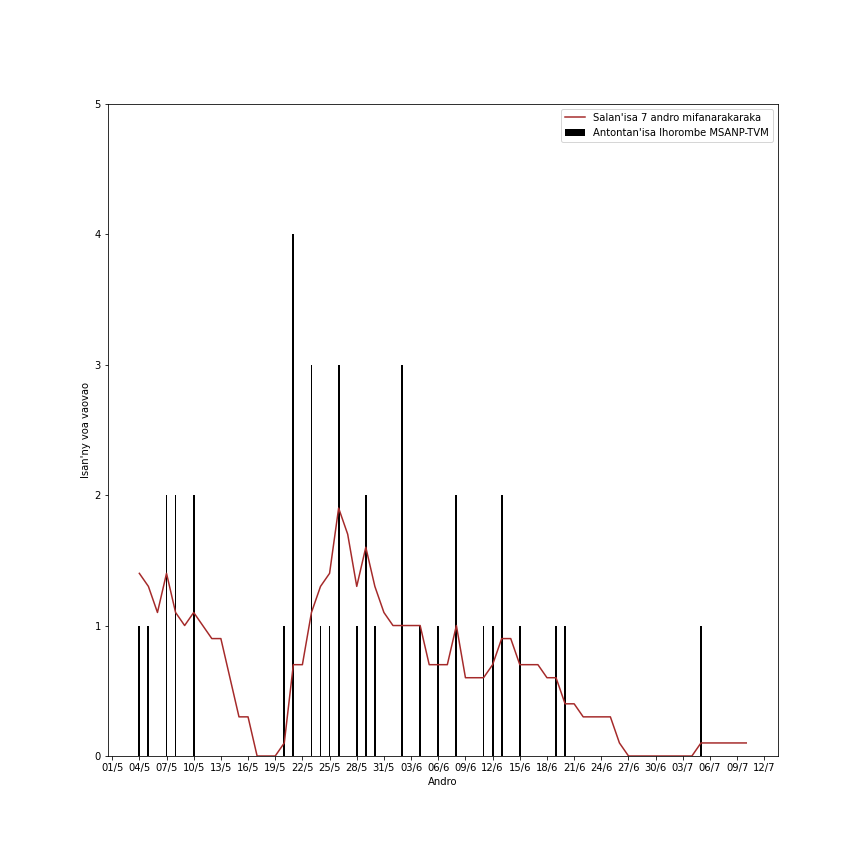 Salan'isa 7 andro mifanarakaraka
Antontan'isa Ihorombe MSANP-TVM
5
4
3
2
1
0
Isan'ny voa vaovao
01/5 04/5 07/5 10/5 13/5 16/5 19/5 22/5 25/5 28/5 31/5 03/6 06/6 09/6 12/6 15/6 18/6 21/6 24/6 27/6 30/6 03/7 06/7 09/7 12/7
Andro